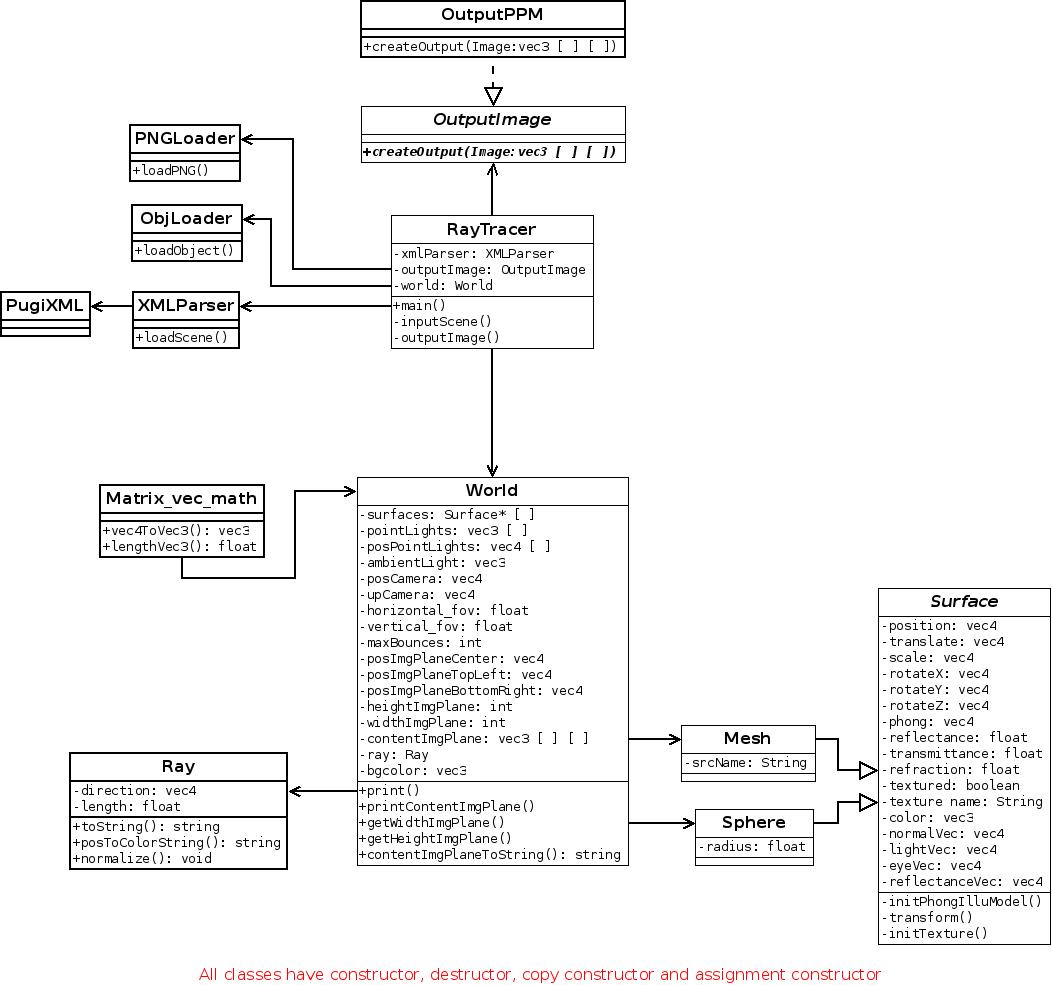 OutputPPM
+createOutput(Image:vec3 [ ] [ ])
OutputImage
+createOutput(Image:vec3 [ ] [ ])
PNGLoader
+loadPNG()
ObjLoader
+loadObject()
PugiXML
XMLParser
+loadScene()
RayTracer
-xmlParser: XMLParser
-outputImage: OutputImage
-world: World
+main()
-inputScene()
-outputImage()
Matrix_vec_math
+vec4ToVec3(): vec3
+lengthVec3(): float
World
-surfaces: Surface* [ ]
-pointLights: vec3 [ ]
-posPointLights: vec4 [ ]
-ambientLight: vec3
-posCamera: vec4
-upCamera: vec4
-horizontal_fov: float
-vertical_fov: float
-maxBounces: int
-posImgPlaneCenter: vec4
-posImgPlaneTopLeft: vec4
-posImgPlaneBottomRight: vec4
-heightImgPlane: int
-widthImgPlane: int
-contentImgPlane: vec3 [ ] [ ]
-ray: Ray
-bgcolor: vec3
+print()
+printContentImgPlane()
+getWidthImgPlane()
+getHeightImgPlane()
+contentImgPlaneToString(): string
Ray
-direction: vec4
-length: float
+toString(): string
+posToColorString(): string
+normalize(): void
Mesh
-srcName: String
Sphere
-radius: float
Surface
-position: vec4
-translate: vec4
-scale: vec4
-rotateX: vec4
-rotateY: vec4
-rotateZ: vec4
-phong: vec4
-reflectance: float
-transmittance: float
-refraction: float
-textured: boolean
-texture name: String
-color: vec3
-normalVec: vec4
-lightVec: vec4
-eyeVec: vec4
-reflectanceVec: vec4
-initPhongIlluModel()
-transform()
-initTexture()
All classes have constructor, destructor, copy constructor and assignment constructor